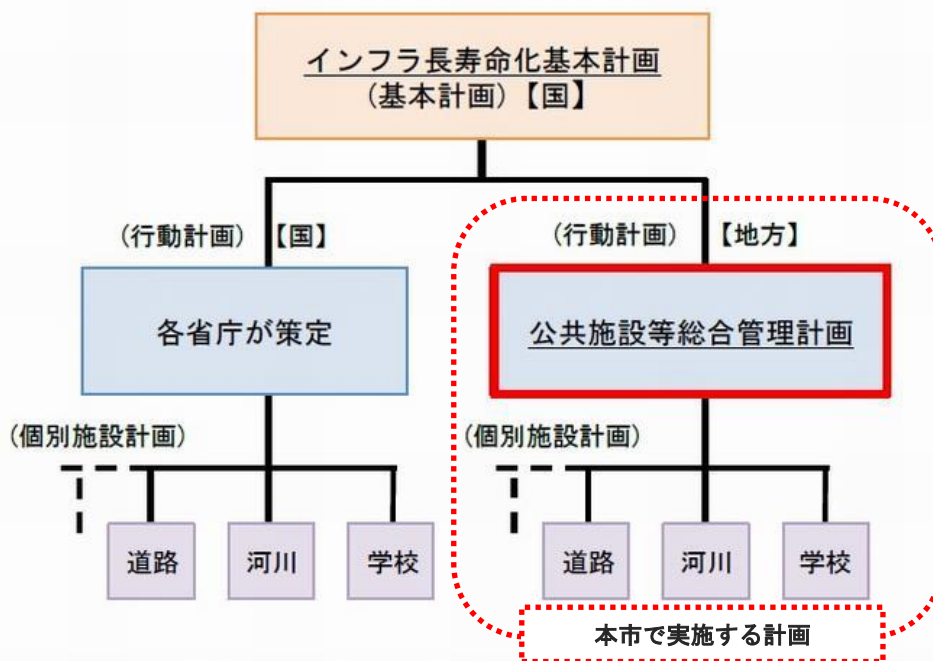 インフラ長寿命化基本計画
(基本計画)【国】
(行動計画)【国】
(行動計画)【地方】
各省庁が策定
公共施設等総合管理計画
(個別施設計画)
(個別施設計画)
道路
河川
学校
道路
河川
学校
本市で実施する計画